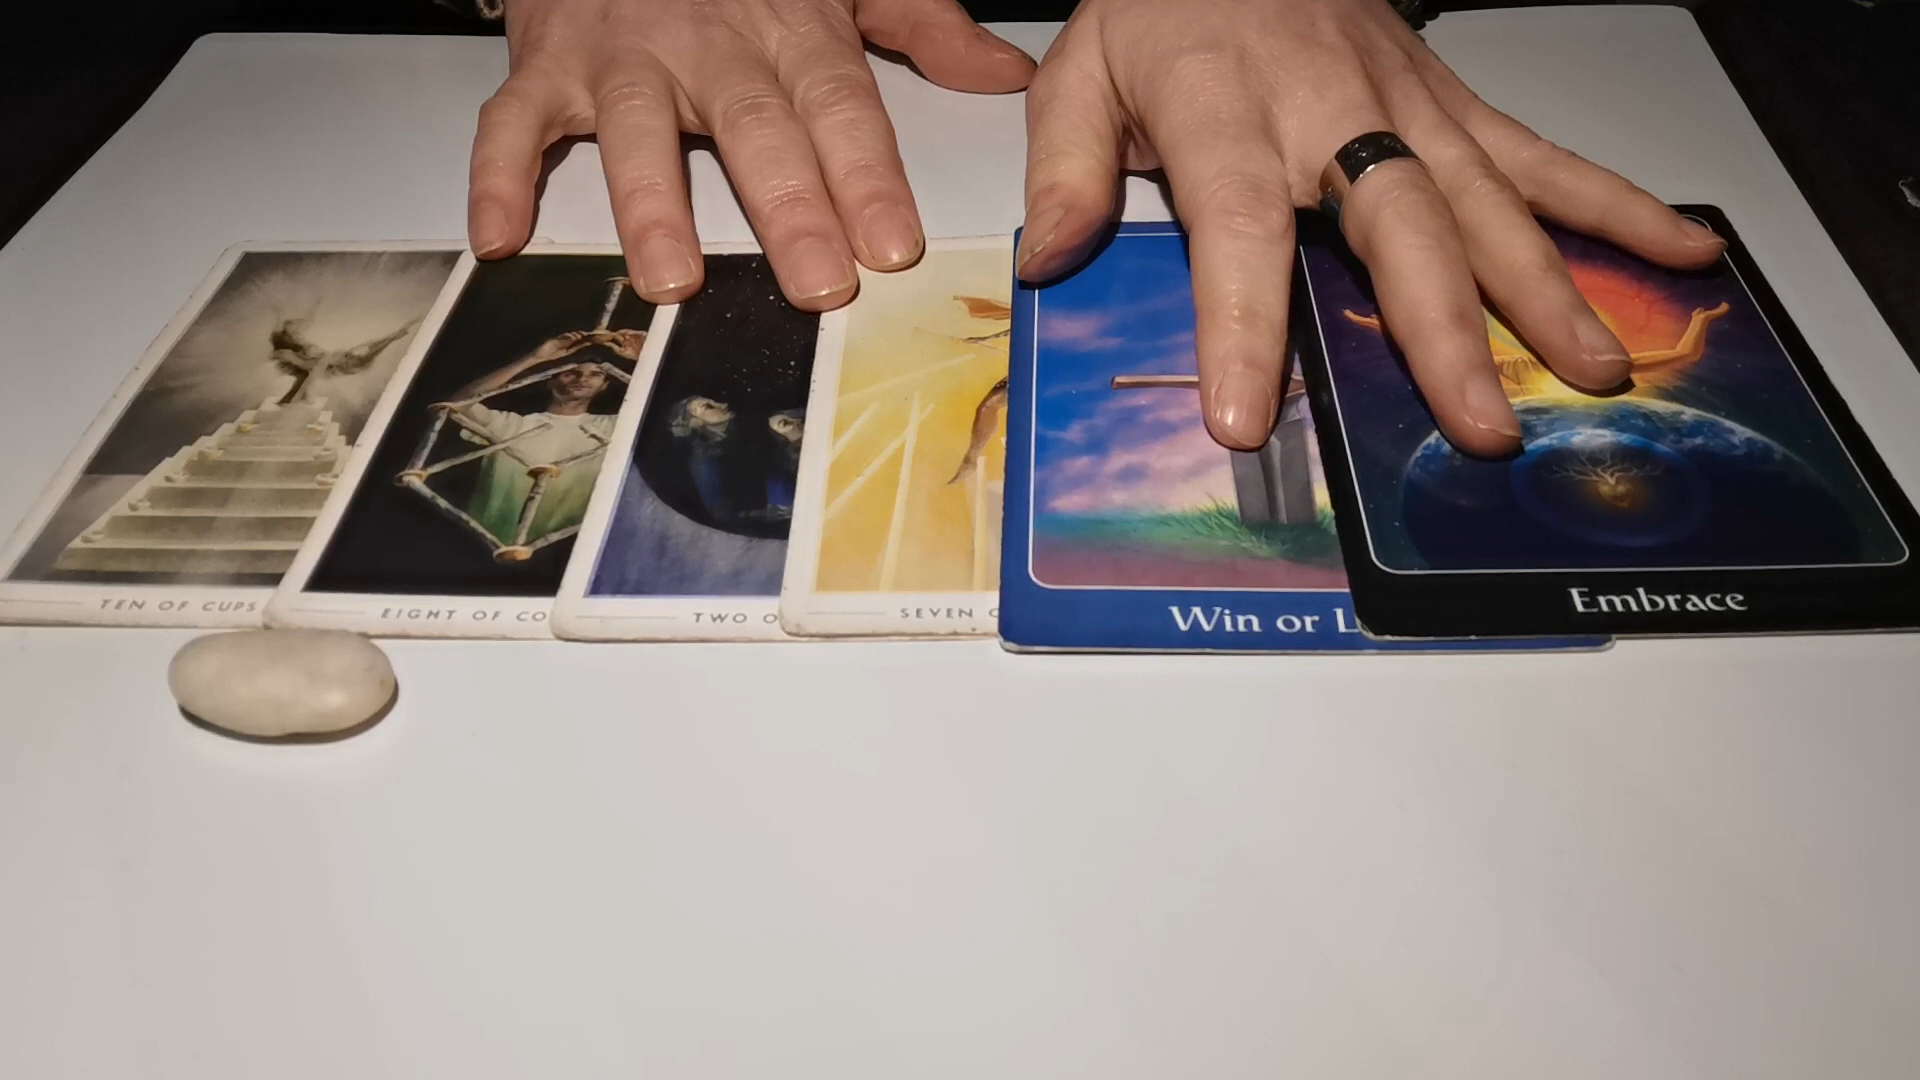 TEN OF CUPS
EIGHT OF CO
TWO O
SEVEN
Win or L
Embrace